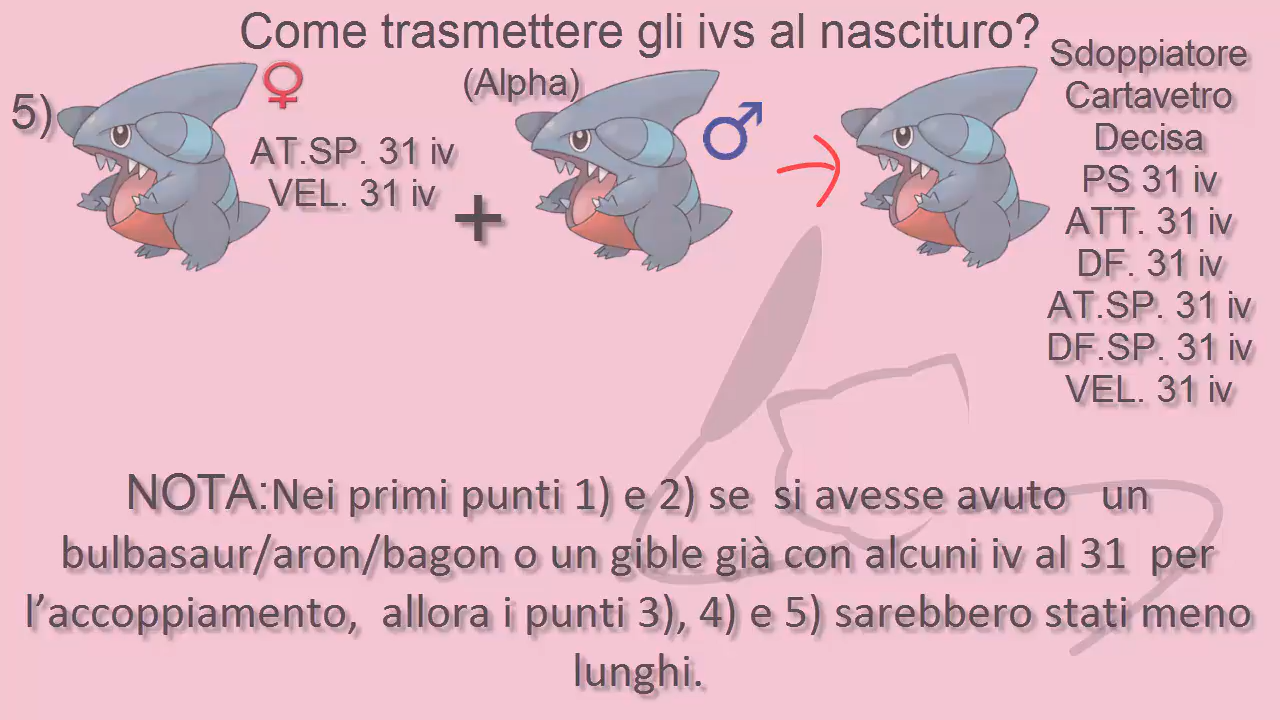 Come trasmettere gli ivs al nascituro?
5)
♀
AT.SP. 31 iv
VEL. 31 iv
+
(Alpha)
♂
Sdoppiatore
Cartavetro
Decisa
PS 31 iv
ATT. 31 iv
DF. 31 iv
AT.SP. 31 iv
DF.SP. 31 iv
VEL. 31 iv
NOTA:Nei primi punti 1) e 2) se si avesse avuto un
bulbasaur/aron/bagon o un gible già con alcuni iv al 31 per
l’accoppiamento, allora i punti 3), 4) e 5) sarebbero stati meno
lunghi.